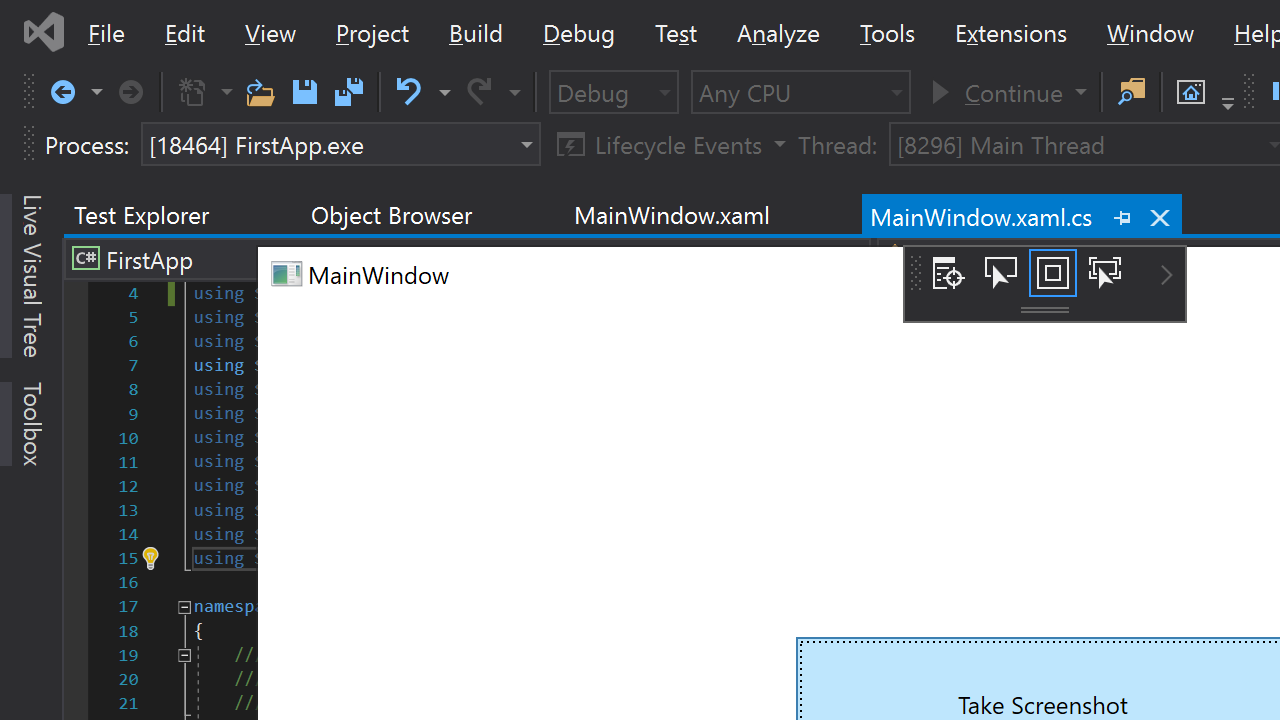 File Edit View Project Build Debug Test Analyze Tools Extensions Window Help
Debug Any CPU Continue
Process: [18464] FirstApp.exe Lifecycle Events Thread: [8296] Main Thread
Live Visual Tree
Toolbox
Test Explorer Object Browser MainWindow.xaml MainWindow.xaml.cs
C# FirstApp
MainWindow
4 using
5 using
6 using
7 using
8 using
9 using
10 using
11 using
12 using
13 using
14 using
15 using
16
17 namesp
18 {
19 //
20 //
21 //
Take Screenshot